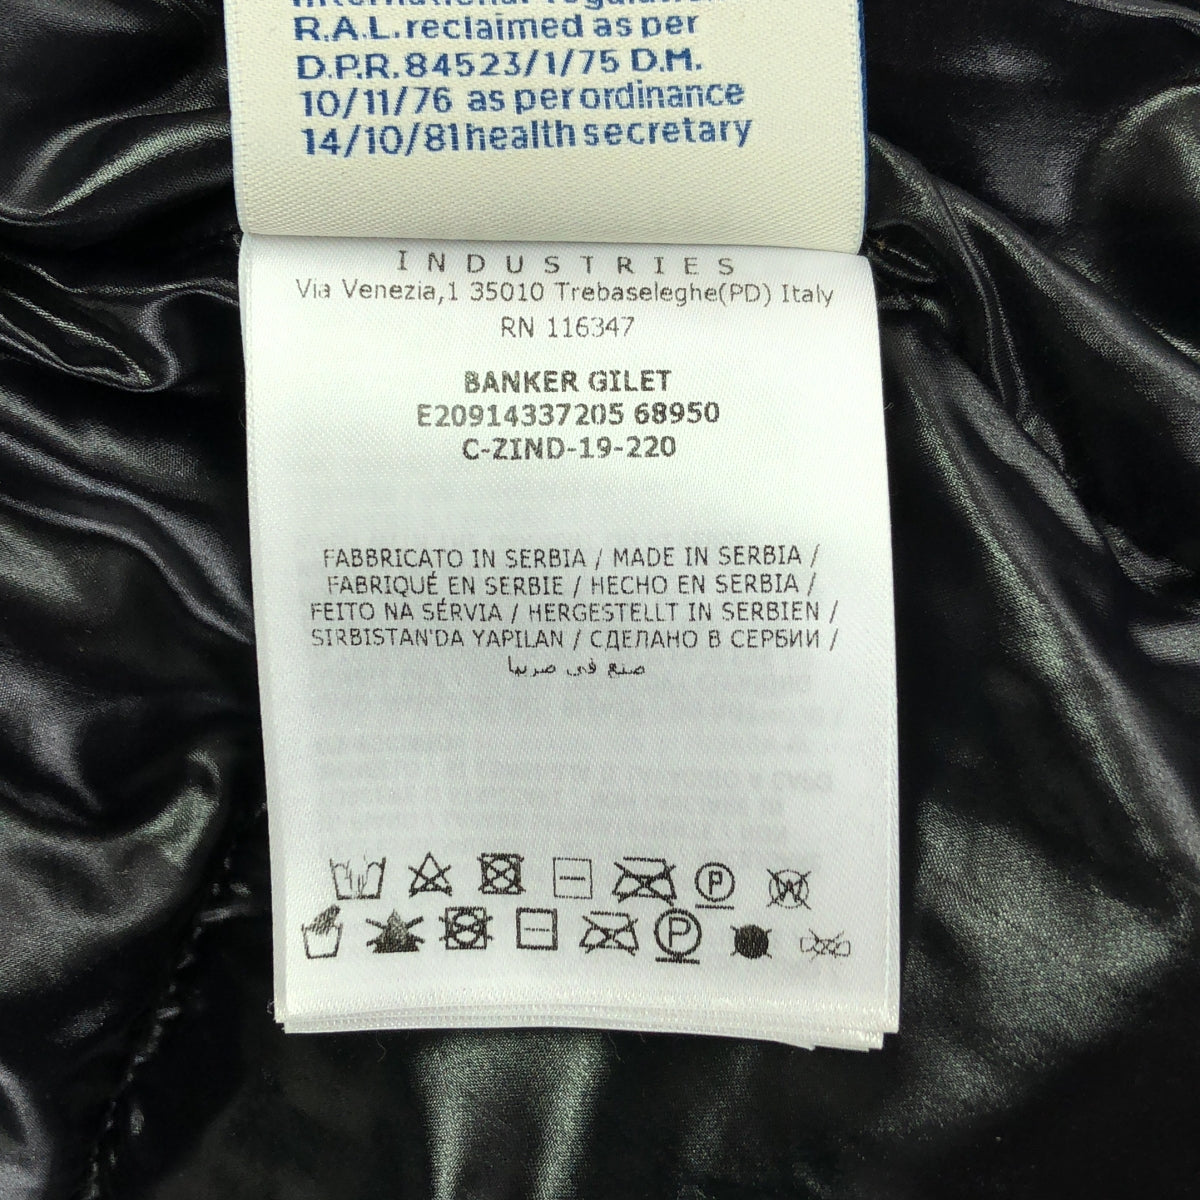 International regulation
R.A.L. reclaimed as per
D.P.R. 84523/1/75 D.M.
10/11/76 as per ordinance
14/10/81 health secretary
INDUSTRIES
Via Venezia,1 35010 Trebaseleghe(PD) Italy
RN 116347
BANKER GILET
E20914337205 68950
C-ZIND-19-220
FABBRICATO IN SERBIA / MADE IN SERBIA /
FABRIQUÉ EN SERBIE / HECHO EN SERBIA /
FEITO NA SÉRVIA / HERGESTELLT IN SERBIEN /
SIRBISTAN'DA YAPILAN / СДЕЛАНО В СЕРБИИ /
صنع في صربيا
P
W
P